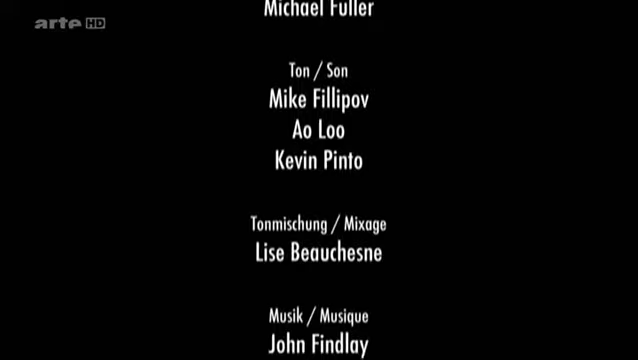 arte HD
Michael Fuller
Ton / Son
Mike Fillipov
Ao Loo
Kevin Pinto
Tonmischung / Mixage
Lise Beauchesne
Musik / Musique
John Findlay